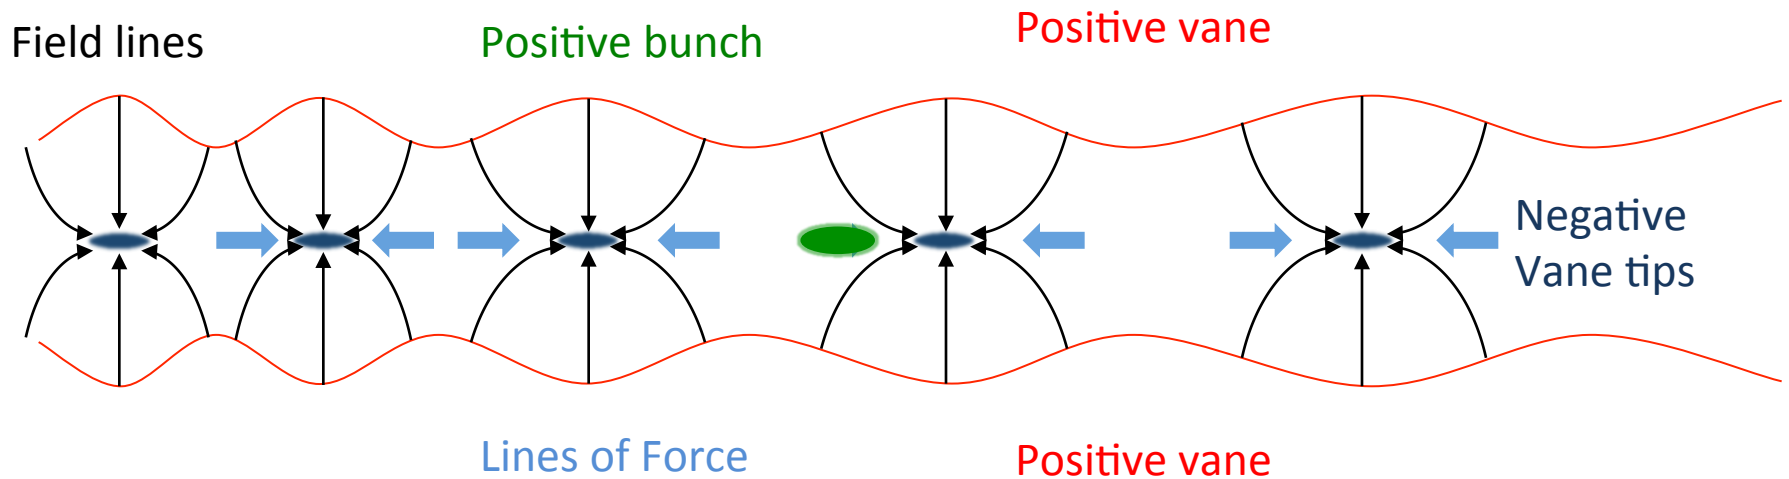 Field lines
Positive bunch
Positive vane
Negative
Vane tips
Lines of Force
Positive vane